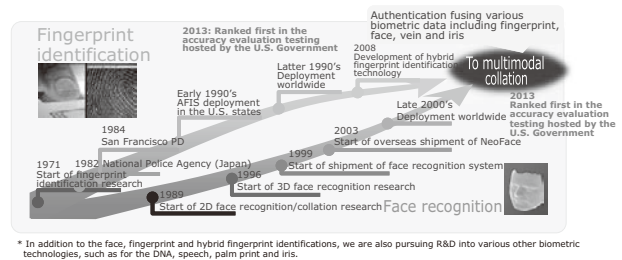 Authentication fusing various
biometric data including fingerprint,
face, vein and iris
Fingerprint
identification
2013: Ranked first in the
accuracy evaluation testing
hosted by the U.S. Government
2008
Development of hybrid
fingerprint identification
technology
To multimodal
collation
Latter 1990's
Deployment
worldwide
Early 1990's
AFIS deployment
in the U.S. states
2013
Ranked first in the
accuracy evaluation
testing hosted by the
U.S. Government
Late 2000's
Deployment worldwide
1984
San Francisco PD
2003
Start of overseas shipment of NeoFace
1982 National Police Agency (Japan)
1971
Start of fingerprint
identification research
1999
Start of shipment of face recognition system
1996
Start of 3D face recognition research
1989
Start of 2D face recognition/collation research
Face recognition
* In addition to the face, fingerprint and hybrid fingerprint identifications, we are also pursuing R&D into various other biometric
technologies, such as for the DNA, speech, palm print and iris.